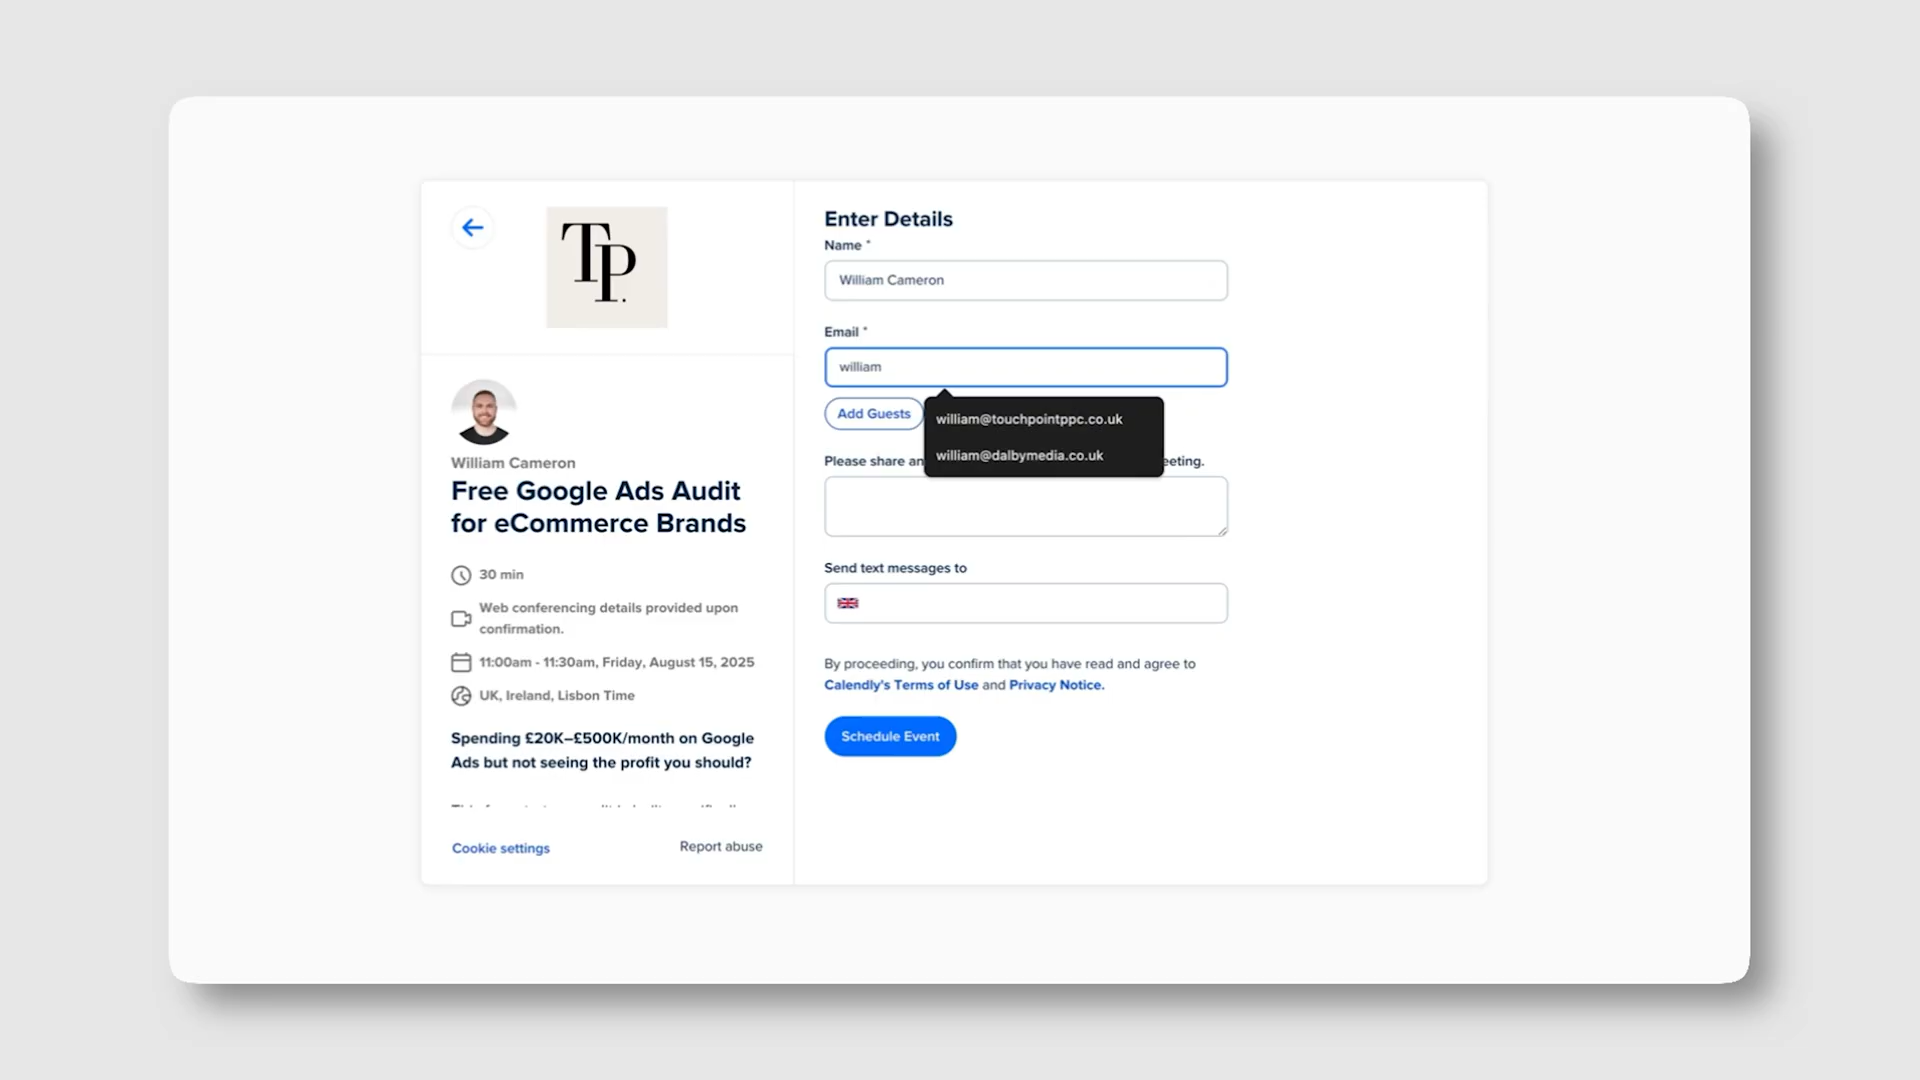 TP.
William Cameron
Free Google Ads Audit
for eCommerce Brands
30 min
Web conferencing details provided upon
confirmation.
11:00am - 11:30am, Friday, August 15, 2025
UK, Ireland, Lisbon Time
Spending £20K–£500K/month on Google
Ads but not seeing the profit you should?
Cookie settings
Report abuse
Enter Details
Name *
William Cameron
Email *
william
Add Guests
william@touchpointppc.co.uk
william@dalbymedia.co.uk
Please share
Send text messages to
By proceeding, you confirm that you have read and agree to
Calendly's Terms of Use and Privacy Notice.
Schedule Event